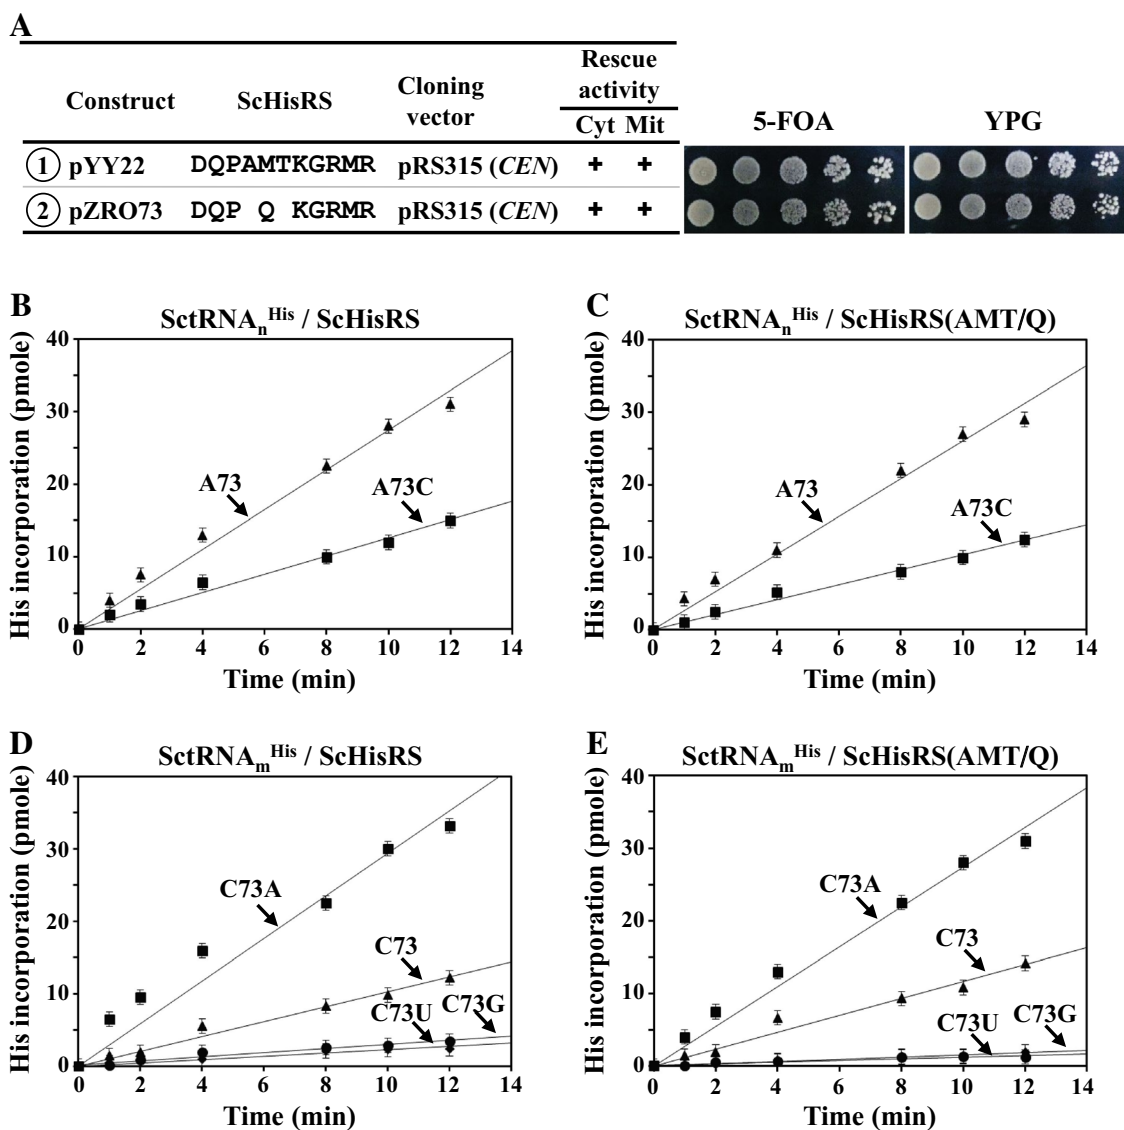 A
Construct ScHisRS Cloning vector Rescue activity
Cyt Mit
5-FOA YPG
1 pYY22 DQPAMTKGRMR pRS315 (CEN) + +
2 pZRO73 DQP Q KGRMR pRS315 (CEN) + +
B
SctRNAnHis / ScHisRS
His incorporation (pmole)
40
30
20
10
0
A73
A73C
0 2 4 6 8 10 12 14
Time (min)
C
SctRNAnHis / ScHisRS(AMT/Q)
His incorporation (pmole)
40
30
20
10
0
A73
A73C
0 2 4 6 8 10 12 14
Time (min)
D
SctRNAmHis / ScHisRS
His incorporation (pmole)
40
30
20
10
0
C73A
C73
C73U
C73G
0 2 4 6 8 10 12 14
Time (min)
E
SctRNAmHis / ScHisRS(AMT/Q)
His incorporation (pmole)
40
30
20
10
0
C73A
C73
C73U
C73G
0 2 4 6 8 10 12 14
Time (min)